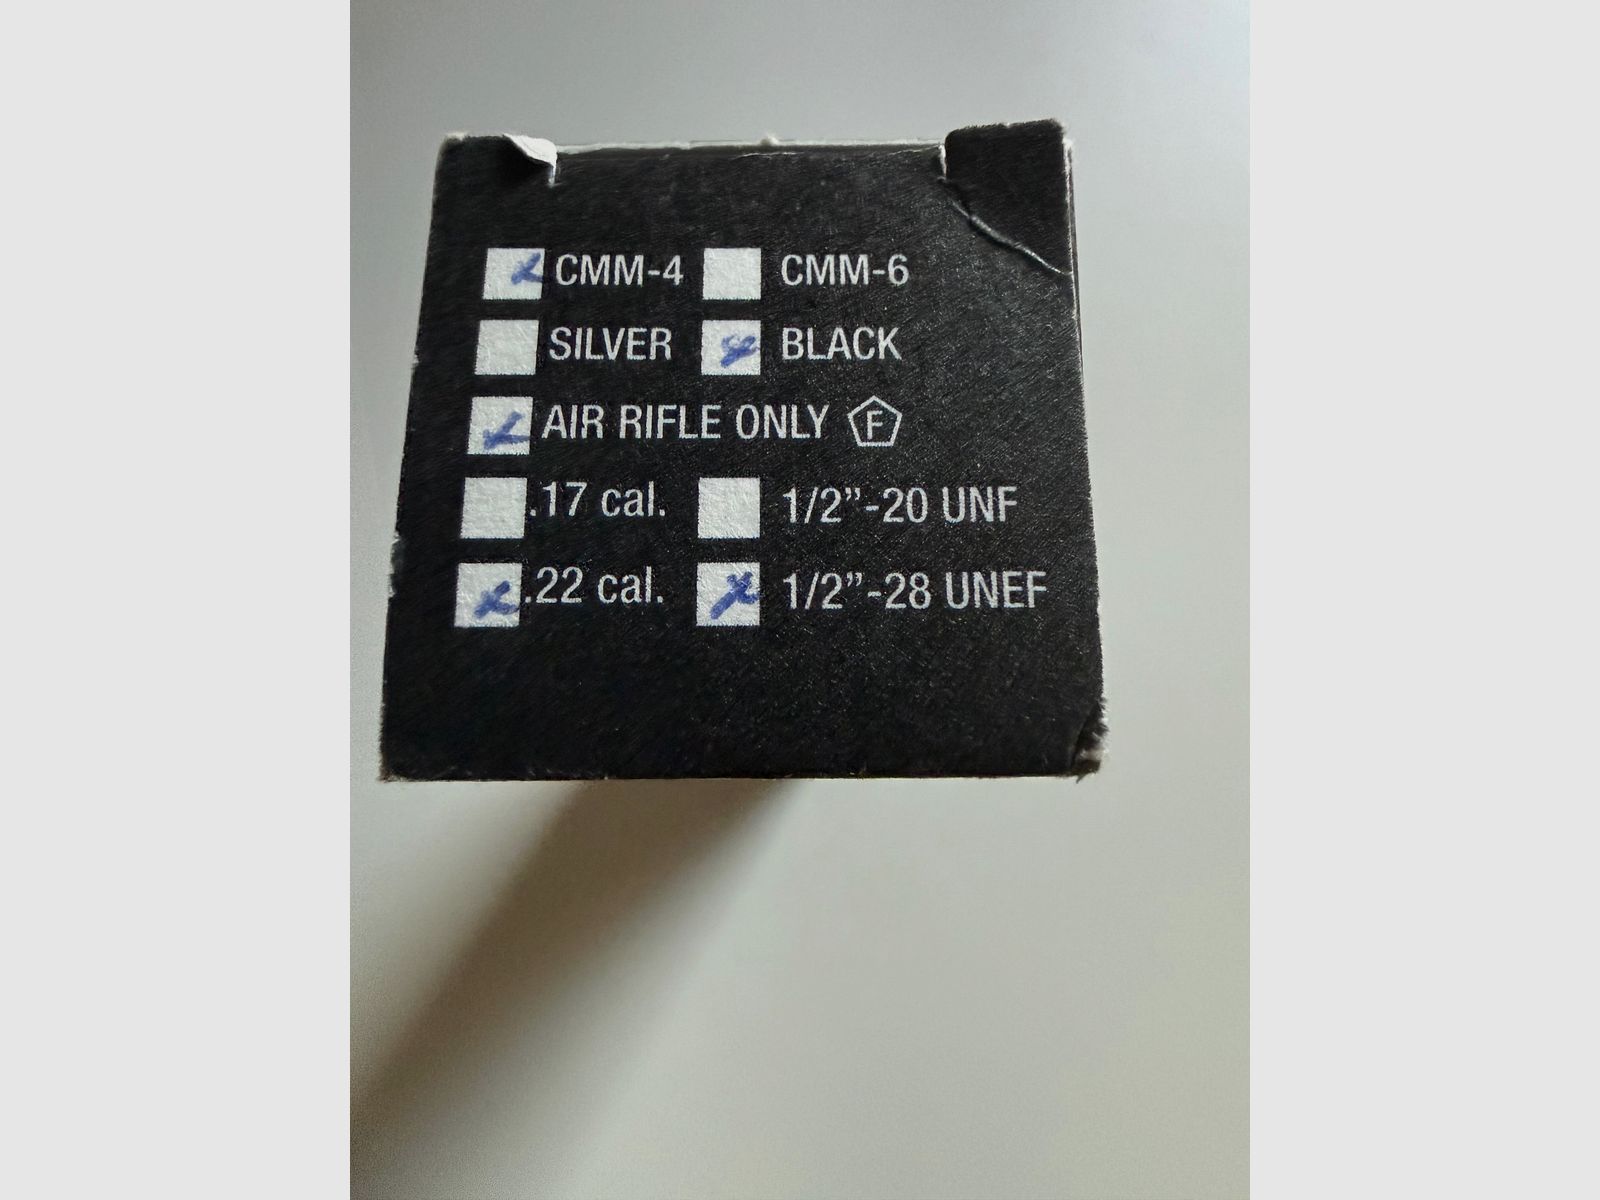 CMM-4 CMM-6
SILVER BLACK
AIR RIFLE ONLY F
.17 cal. 1/2”-20 UNF
.22 cal. 1/2”-28 UNEF